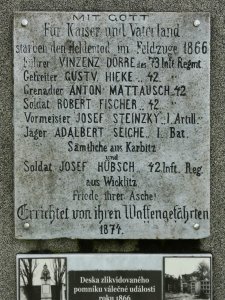 MIT GOTT
Für Kaiser und Vaterland
starben den Heldentod im Feldzuge 1866
VINZENZ DÖRRE des 73 Inft. Regmt
Gefreiter GUSTV HIEKE „ 42. „
Grenadier ANTON MATTAUSCH „ 42 „
Soldat ROBERT FISCHER „ 42. „
Vormeister JOSEF STEINZKY „ 1. Artill. „
Jäger ADALBERT SEICHE „ 1. Bat.
Sämtliche aus Karbitz
und
Soldat JOSEF HÜBSCH „ 42. Inft. Reg.
aus Wicklitz
Friede ihrer Asche!
Errichtet von ihren Waffengefährten
1874.
Deska zlikvidovaného
pomníku válečné události
roku 1866